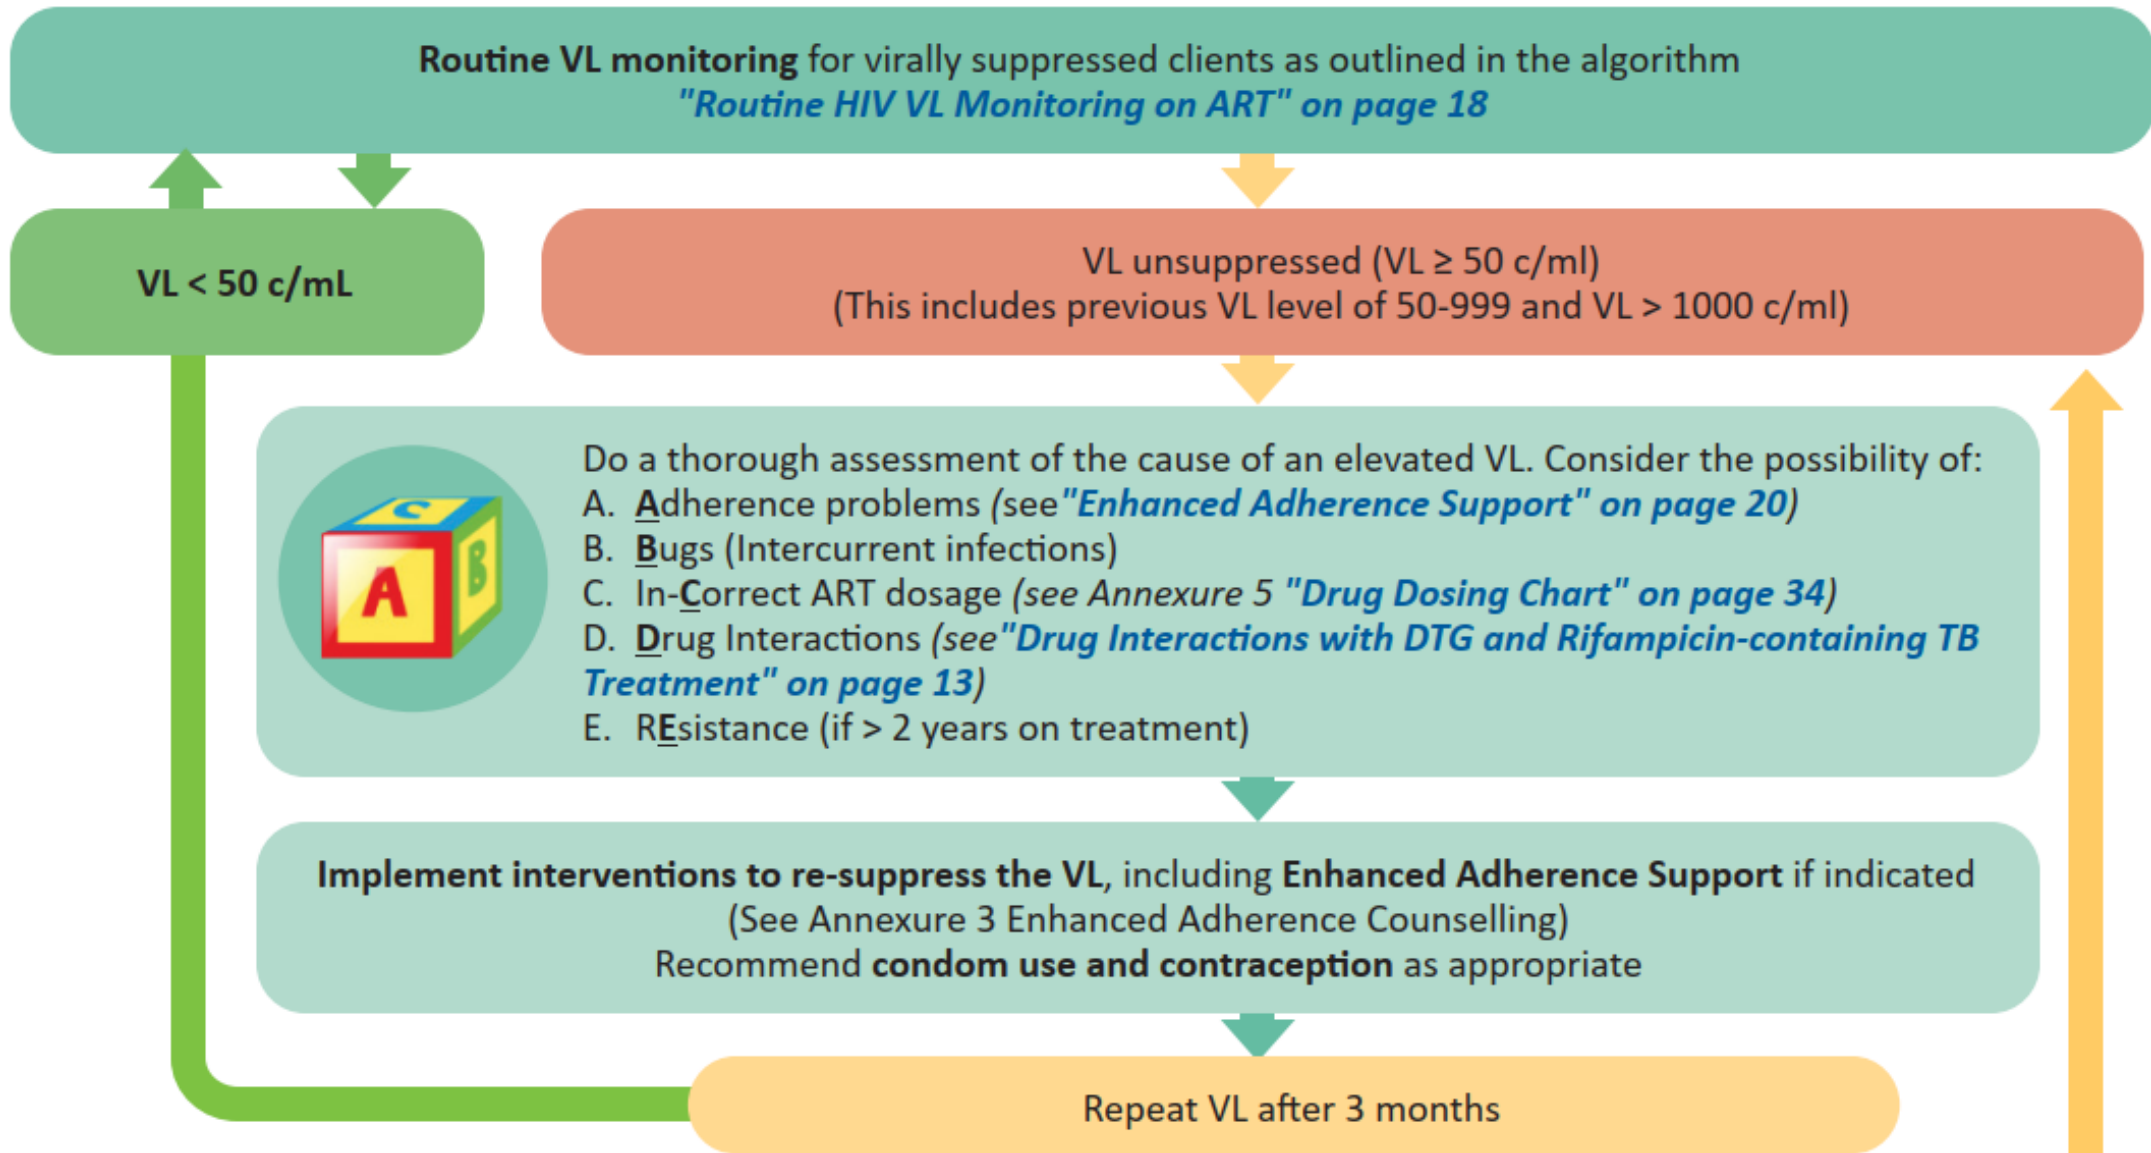 Routine VL monitoring for virally suppressed clients as outlined in the algorithm
"Routine HIV VL Monitoring on ART" on page 18
VL < 50 c/mL
VL unsuppressed (VL ≥ 50 c/ml)
(This includes previous VL level of 50-999 and VL > 1000 c/ml)
C
A
B
Do a thorough assessment of the cause of an elevated VL. Consider the possibility of:
A. Adherence problems (see"Enhanced Adherence Support" on page 20)
B. Bugs (Intercurrent infections)
C. In-Correct ART dosage (see Annexure 5 "Drug Dosing Chart" on page 34)
D. Drug Interactions (see"Drug Interactions with DTG and Rifampicin-containing TB
Treatment" on page 13)
E. REsistance (if > 2 years on treatment)
Implement interventions to re-suppress the VL, including Enhanced Adherence Support if indicated
(See Annexure 3 Enhanced Adherence Counselling)
Recommend condom use and contraception as appropriate
Repeat VL after 3 months